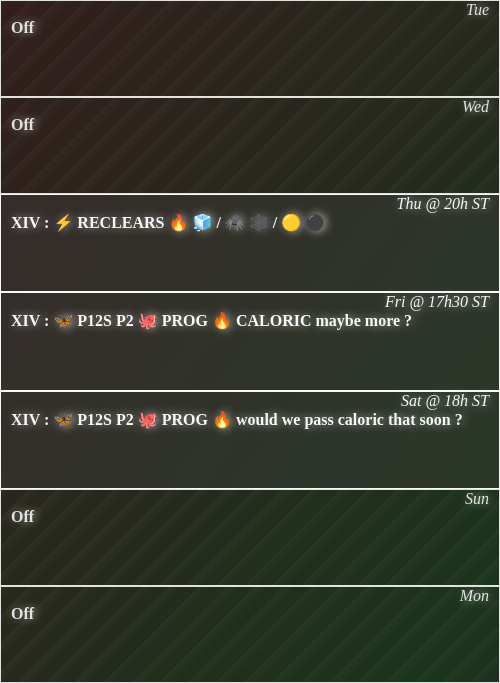 Tue
Off
Wed
Off
Thu @ 20h ST
XIV : ⚡ RECLEARS 🔥 🧊 / 🕷️ 🕸️ / 🟡 ⚫
Fri @ 17h30 ST
XIV : 🦋 P12S P2 🐙 PROG 🔥 CALORIC maybe more ?
Sat @ 18h ST
XIV : 🦋 P12S P2 🐙 PROG 🔥 would we pass caloric that soon ?
Sun
Off
Mon
Off